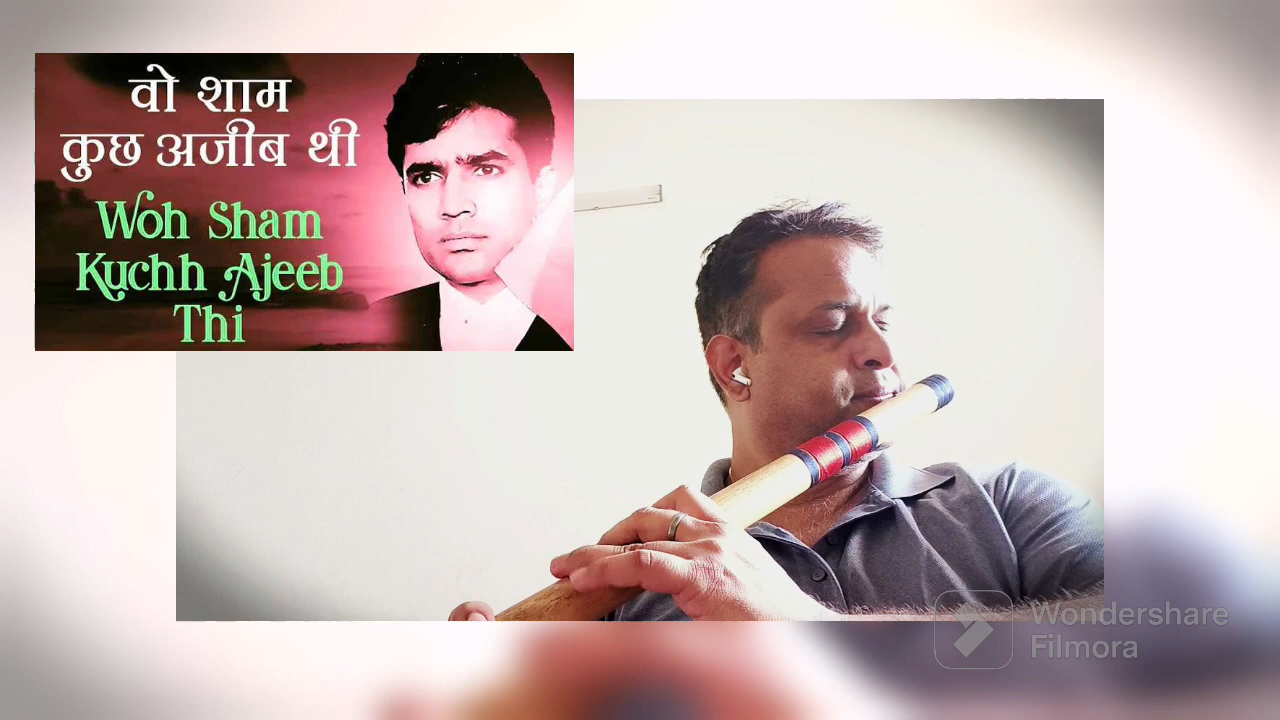 वो शाम
कुछ अजीब थी
Woh Sham
Kuchh Ajeeb
Thi
Wondershare
Filmora